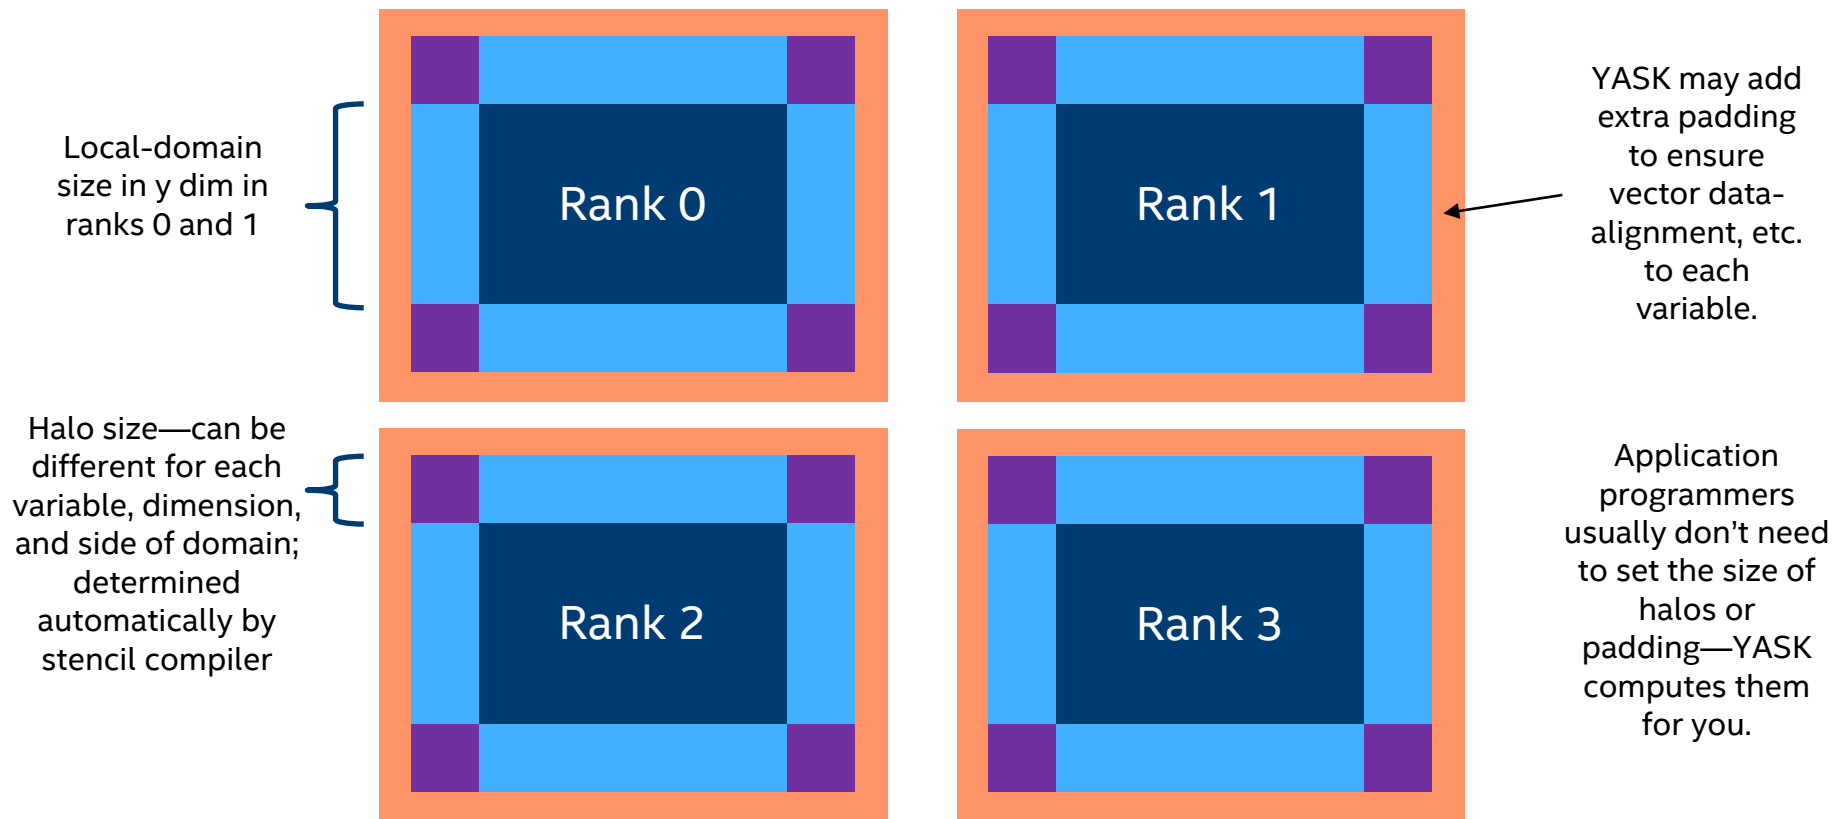 Local-domain
size in y dim in
ranks 0 and 1
Rank 0
Rank 1
YASK may add
extra padding
to ensure
vector data-
alignment, etc.
to each
variable.
Halo size—can be
different for each
variable, dimension,
and side of domain;
determined
automatically by
stencil compiler
Rank 2
Rank 3
Application
programmers
usually don’t need
to set the size of
halos or
padding—YASK
computes them
for you.